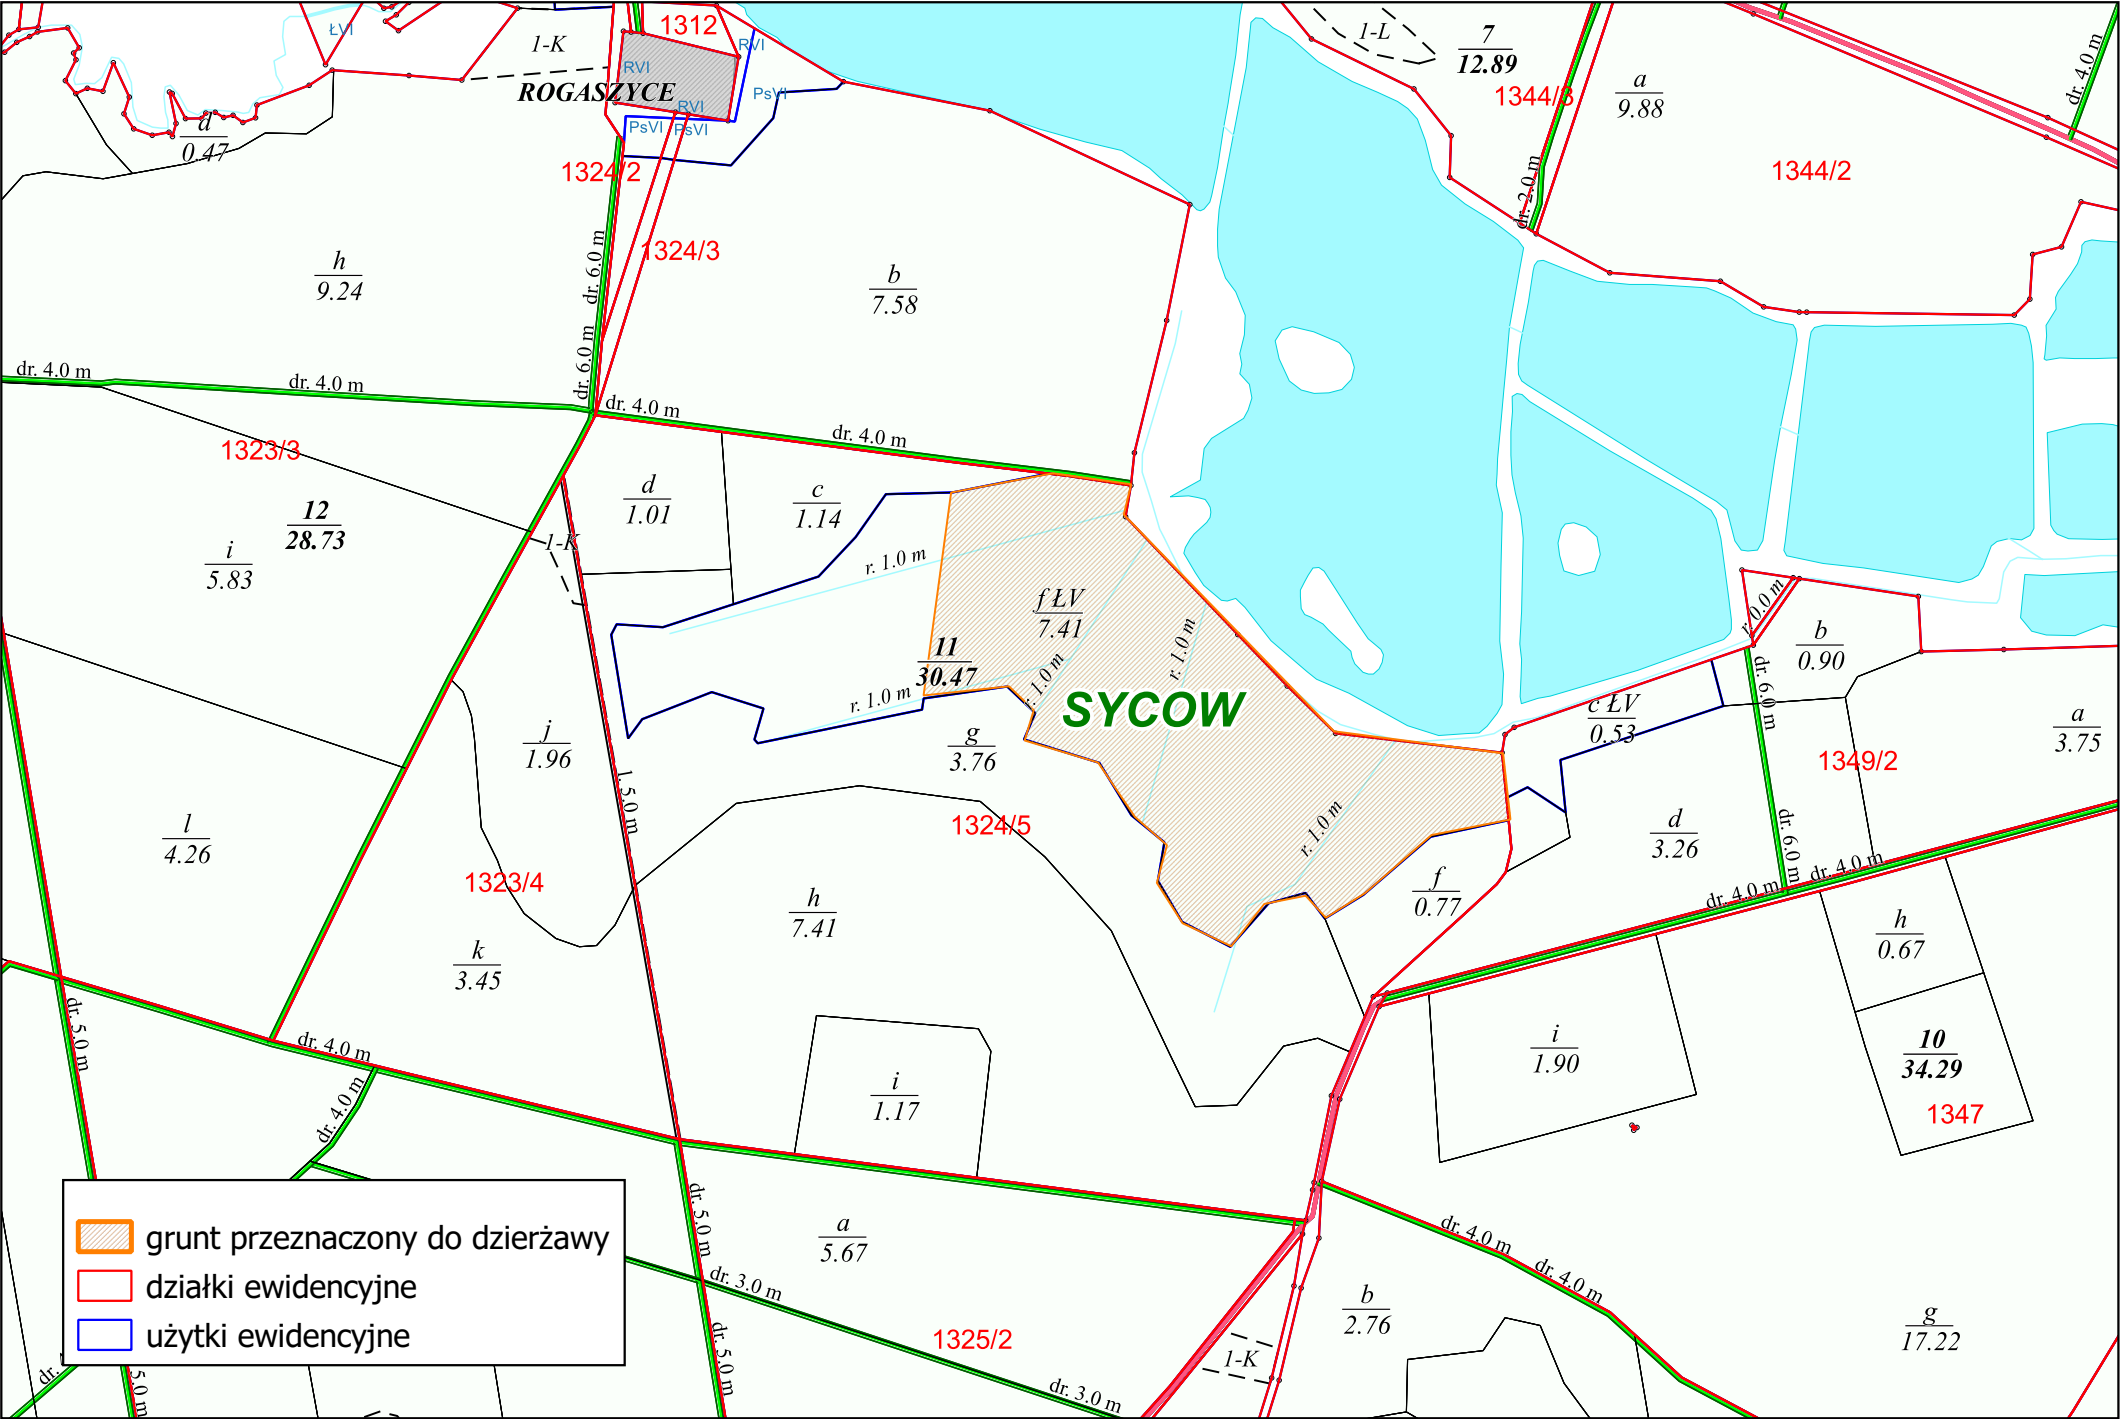 ŁVI
1-K
1312
RVI
RVI
ROGASZYCE
RVI
PsVI
PsVI
PsVI
1-L
7
12.89
1344/3
a
9.88
dr. 4.0 m
1344/2
d
0.47
1324/2
dr. 2.0 m
h
9.24
dr. 6.0 m
1324/3
b
7.58
dr. 4.0 m
dr. 4.0 m
dr. 6.0 m
dr. 4.0 m
dr. 4.0 m
1323/3
12
28.73
i
5.83
1-K
d
1.01
c
1.14
r. 1.0 m
f ŁV
7.41
11
30.47
r. 1.0 m
r. 1.0 m
r. 1.0 m
SYCOW
r. 0.0 m
b
0.90
dr. 6.0 m
c ŁV
0.53
a
3.75
1349/2
j
1.96
g
3.76
l. 5.0 m
l
4.26
1324/5
r. 1.0 m
d
3.26
dr. 6.0 m
1323/4
h
7.41
f
0.77
dr. 4.0 m
dr. 4.0 m
h
0.67
k
3.45
dr. 5.0 m
dr. 4.0 m
i
1.90
10
34.29
1347
dr. 4.0 m
i
1.17
dr. 5.0 m
a
5.67
dr. 4.0 m
dr. 4.0 m
dr. 3.0 m
b
2.76
g
17.22
1325/2
dr. 5.0 m
1-K
dr. 3.0 m
grunt przeznaczony do dzierżawy
działki ewidencyjne
użytki ewidencyjne
dr.
5.0 m